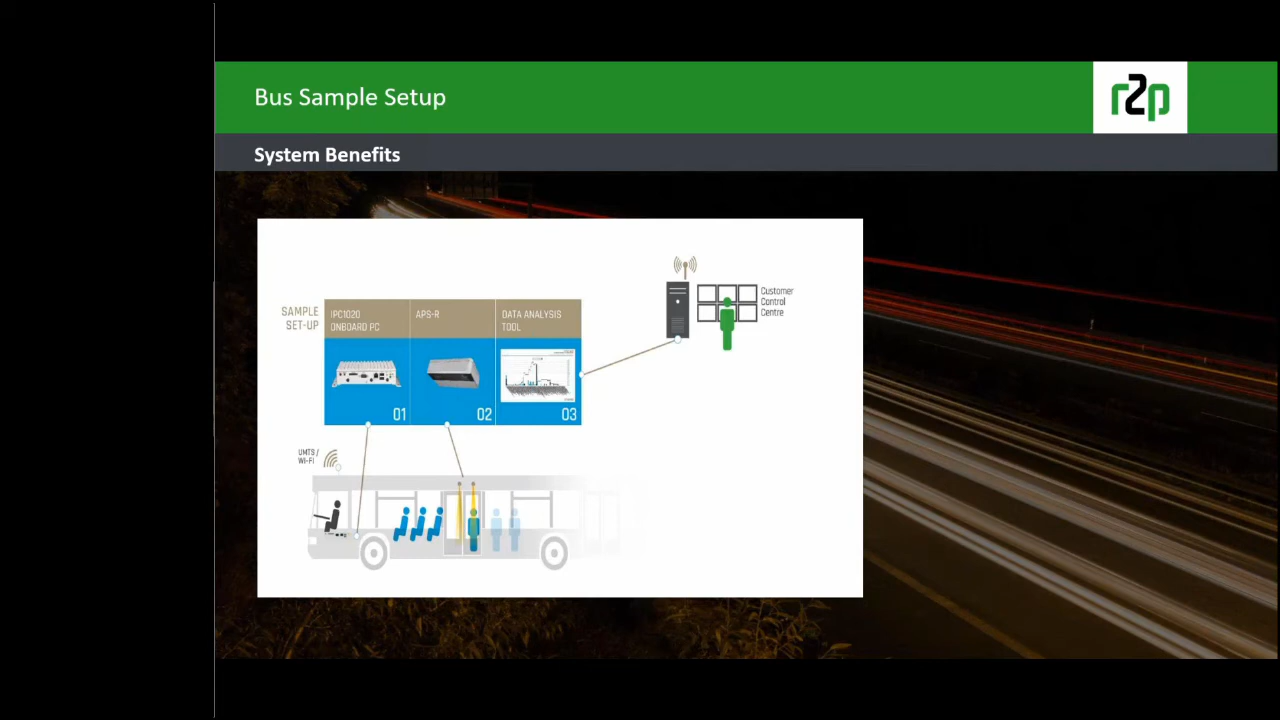 Bus Sample Setup
r2p
System Benefits
Customer
Control
Centre
SAMPLE
SET-UP
IPC1020
ONBOARD PC
APS-R
DATA ANALYSIS
TOOL
01
02
03
UMTS /
WI-FI